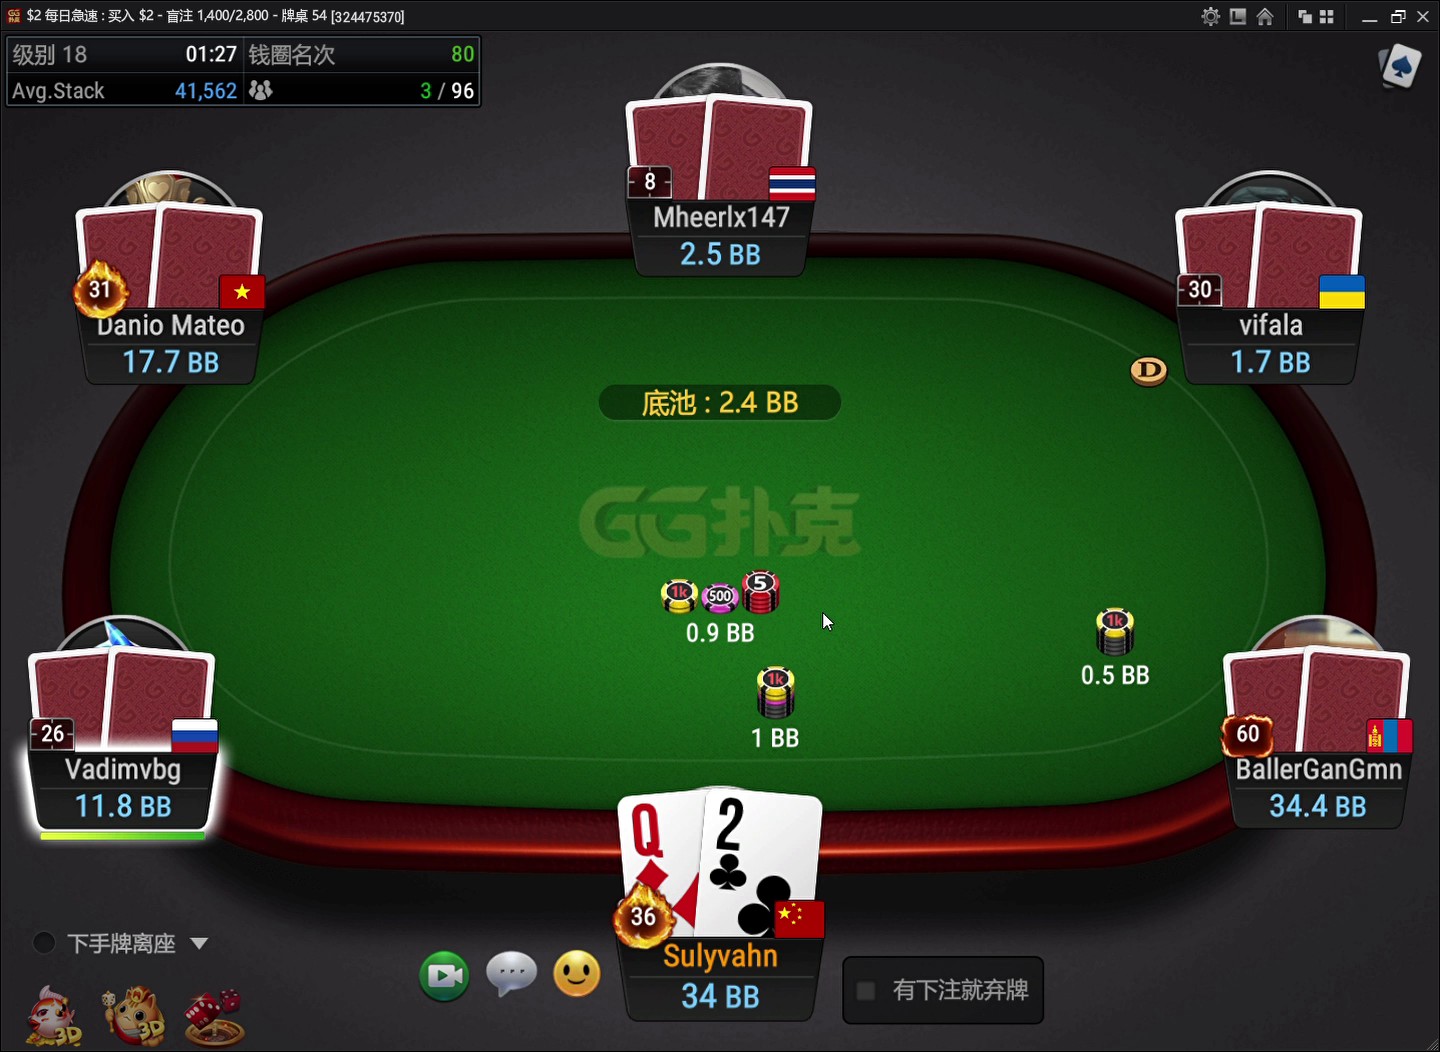 $2 每日急速 : 买入 $2 - 盲注 1,400/2,800 - 牌桌 54 [324475370]
级别 18 01:27 钱圈名次 80
Avg.Stack 41,562 3 / 96
8
Mheerlx147
2.5 BB
31
Danio Mateo
17.7 BB
30
vifala
1.7 BB
D
底池 : 2.4 BB
GG扑克
1k 500 5
0.9 BB
1k
0.5 BB
1k
1 BB
26
Vadimvbg
11.8 BB
60
BallerGanGmn
34.4 BB
Q 2
36
Sulyvahn
34 BB
下手牌离座
有下注就弃牌
3D 3D